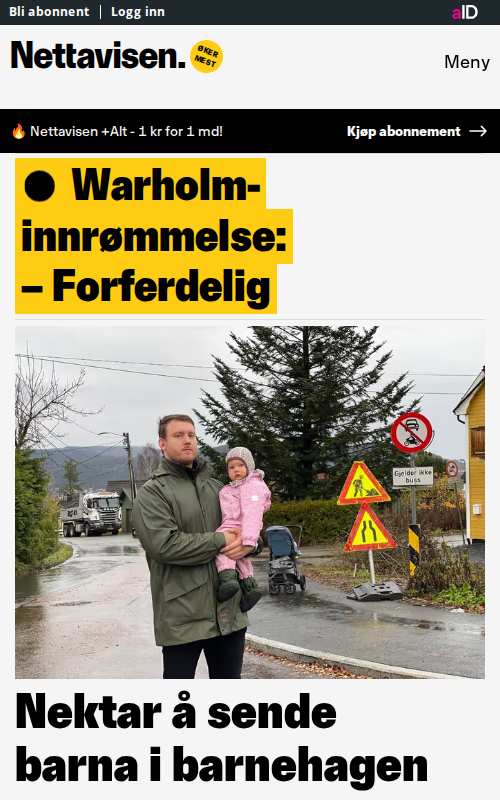 Bli abonnent | Logg inn
aID
Nettavisen.
ØKER
MEST
Meny
Nettavisen +Alt - 1 kr for 1 md!
Kjøp abonnement
Warholm-
innrømmelse:
– Forferdelig
Gjelder ikke
buss
Nektar å sende
barna i barnehagen